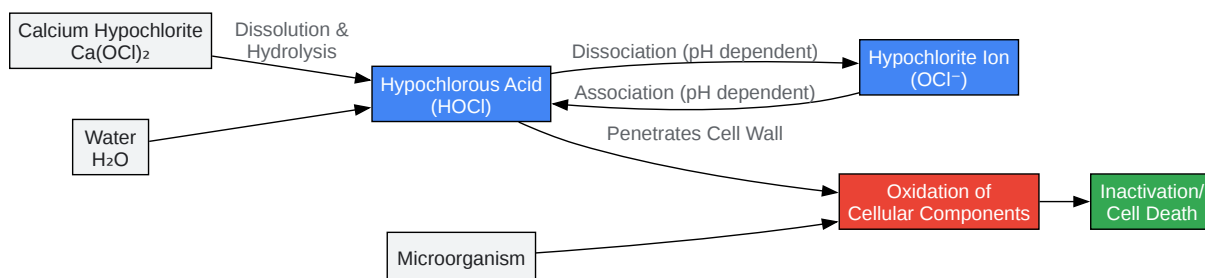 Calcium Hypochlorite
Ca(OCl)₂
Dissolution &
Hydrolysis
Water
H₂O
Hypochlorous Acid
(HOCl)
Dissociation (pH dependent)
Association (pH dependent)
Hypochlorite Ion
(OCl⁻)
Penetrates Cell Wall
Microorganism
Oxidation of
Cellular Components
Inactivation/
Cell Death